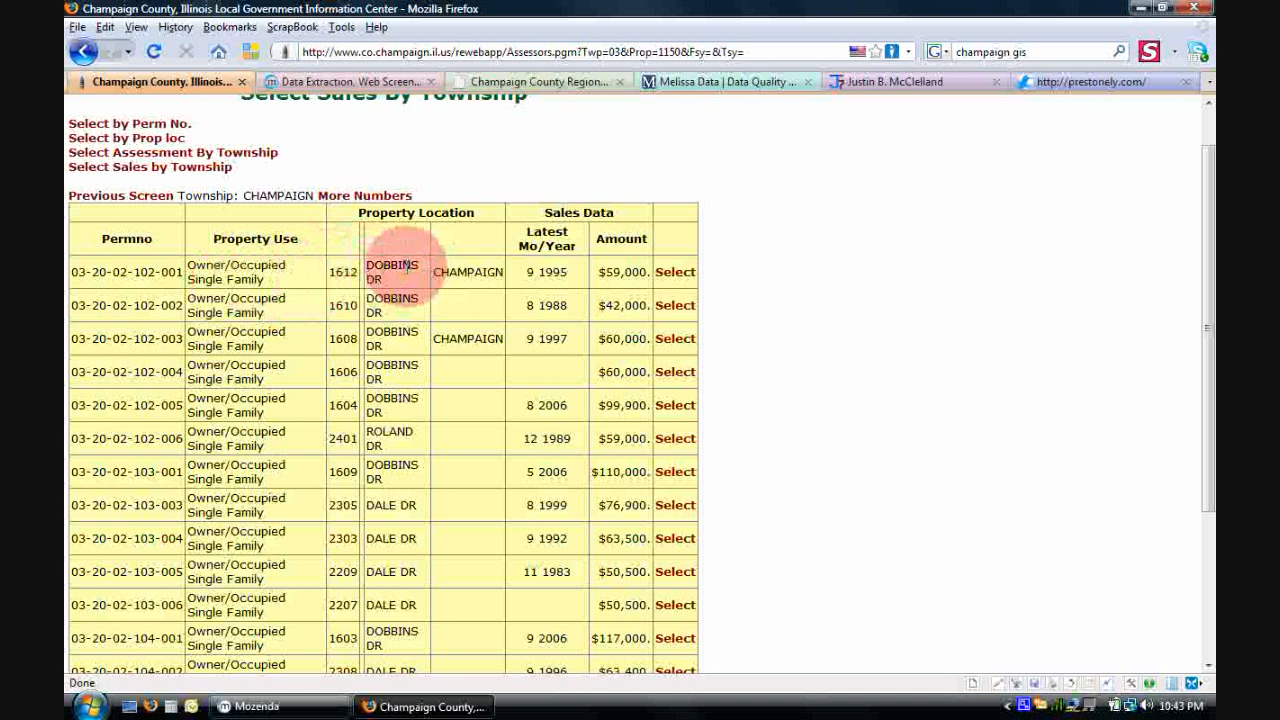 Champaign County, Illinois Local Government Information Center - Mozilla Firefox
File Edit View History Bookmarks ScrapBook Tools Help
http://www.co.champaign.il.us/rewebapp/Assessors.pgm?Twp=03&Prop=1150&Fsy=&Tsy=
champaign gis
Champaign County, Illinois... Data Extraction, Web Screen... Champaign County Region... Melissa Data | Data Quality ... Justin B. McClelland http://prestonely.com/
Select Sales By Township
Select by Perm No.
Select by Prop loc
Select Assessment By Township
Select Sales by Township
Previous Screen Township: CHAMPAIGN More Numbers
Property Location Sales Data
Permno Property Use Latest Mo/Year Amount
03-20-02-102-001 Owner/Occupied Single Family 1612 DOBBINS DR CHAMPAIGN 9 1995 $59,000. Select
03-20-02-102-002 Owner/Occupied Single Family 1610 DOBBINS DR 8 1988 $42,000. Select
03-20-02-102-003 Owner/Occupied Single Family 1608 DOBBINS DR CHAMPAIGN 9 1997 $60,000. Select
03-20-02-102-004 Owner/Occupied Single Family 1606 DOBBINS DR $60,000. Select
03-20-02-102-005 Owner/Occupied Single Family 1604 DOBBINS DR 8 2006 $99,900. Select
03-20-02-102-006 Owner/Occupied Single Family 2401 ROLAND DR 12 1989 $59,000. Select
03-20-02-103-001 Owner/Occupied Single Family 1609 DOBBINS DR 5 2006 $110,000. Select
03-20-02-103-003 Owner/Occupied Single Family 2305 DALE DR 8 1999 $76,900. Select
03-20-02-103-004 Owner/Occupied Single Family 2303 DALE DR 9 1992 $63,500. Select
03-20-02-103-005 Owner/Occupied Single Family 2209 DALE DR 11 1983 $50,500. Select
03-20-02-103-006 Owner/Occupied Single Family 2207 DALE DR $50,500. Select
03-20-02-104-001 Owner/Occupied Single Family 1603 DOBBINS DR 9 2006 $117,000. Select
03-20-02-104-002 Owner/Occupied 2308 DALE DR 9 1996 $63,400. Select
Done
Mozenda Champaign County,... 10:43 PM